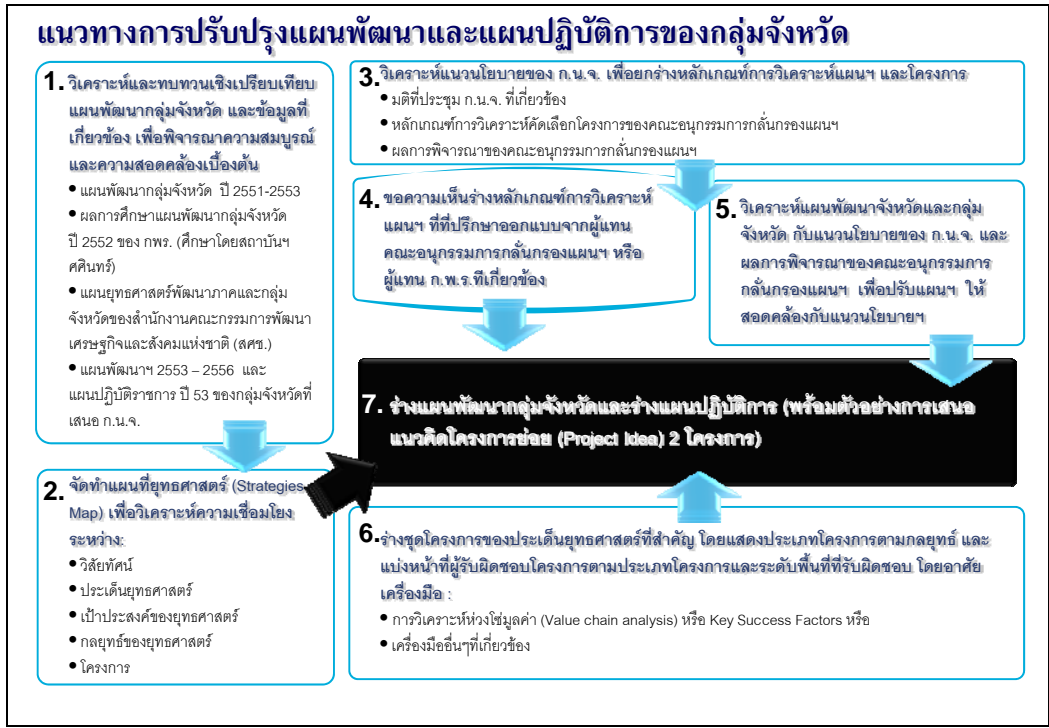 แนวทางการปรับปรุงแผนพัฒนาและแผนปฏิบัติการของกลุ่มจังหวัด
1. วิเคราะห์และทบทวนเชิงเปรียบเทียบ
แผนพัฒนากลุ่มจังหวัด และข้อมูลที่
เกี่ยวข้อง เพื่อพิจารณาความสมบูรณ์
และความสอดคล้องเบื้องต้น
• แผนพัฒนากลุ่มจังหวัด ปี 2551-2553
• ผลการศึกษาแผนพัฒนากลุ่มจังหวัด
ปี 2552 ของ กพร. (ศึกษาโดยสถาบันฯ
ศศินทร์)
• แผนยุทธศาสตร์พัฒนาภาคและกลุ่ม
จังหวัดของสำนักงานคณะกรรมการพัฒนา
เศรษฐกิจและสังคมแห่งชาติ (สศช.)
• แผนพัฒนาฯ 2553 – 2556 และ
แผนปฏิบัติราชการ ปี 53 ของกลุ่มจังหวัดที่
เสนอ ก.น.จ.
2. จัดทำแผนที่ยุทธศาสตร์ (Strategies
Map) เพื่อวิเคราะห์ความเชื่อมโยง
ระหว่าง:
• วิสัยทัศน์
• ประเด็นยุทธศาสตร์
• เป้าประสงค์ของยุทธศาสตร์
• กลยุทธ์ของยุทธศาสตร์
• โครงการ
3. วิเคราะห์แนวนโยบายของ ก.น.จ. เพื่อยกร่างหลักเกณฑ์การวิเคราะห์แผนฯ และโครงการ
• มติที่ประชุม ก.น.จ. ที่เกี่ยวข้อง
• หลักเกณฑ์การวิเคราะห์คัดเลือกโครงการของคณะอนุกรรมการกลั่นกรองแผนฯ
• ผลการพิจารณาของคณะอนุกรรมการกลั่นกรองแผนฯ
4. ขอความเห็นร่างหลักเกณฑ์การวิเคราะห์
แผนฯ ที่ที่ปรึกษาออกแบบจากผู้แทน
คณะอนุกรรมการกลั่นกรองแผนฯ หรือ
ผู้แทน ก.พ.ร.ทีเกี่ยวข้อง
5. วิเคราะห์แผนพัฒนาจังหวัดและกลุ่ม
จังหวัด กับแนวนโยบายของ ก.น.จ. และ
ผลการพิจารณาของคณะอนุกรรมการ
กลั่นกรองแผนฯ เพื่อปรับแผนฯ ให้
สอดคล้องกับแนวนโยบายฯ
7. ร่างแผนพัฒนากลุ่มจังหวัดและร่างแผนปฏิบัติการ (พร้อมตัวอย่างการเสนอ
แนวคิดโครงการย่อย (Project Idea) 2 โครงการ)
6. ร่างชุดโครงการของประเด็นยุทธศาสตร์ที่สำคัญ โดยแสดงประเภทโครงการตามกลยุทธ์ และ
แบ่งหน้าที่ผู้รับผิดชอบโครงการตามประเภทโครงการและระดับพื้นที่ที่รับผิดชอบ โดยอาศัย
เครื่องมือ :
• การวิเคราะห์ห่วงโซ่มูลค่า (Value chain analysis) หรือ Key Success Factors หรือ
• เครื่องมืออื่นๆที่เกี่ยวข้อง